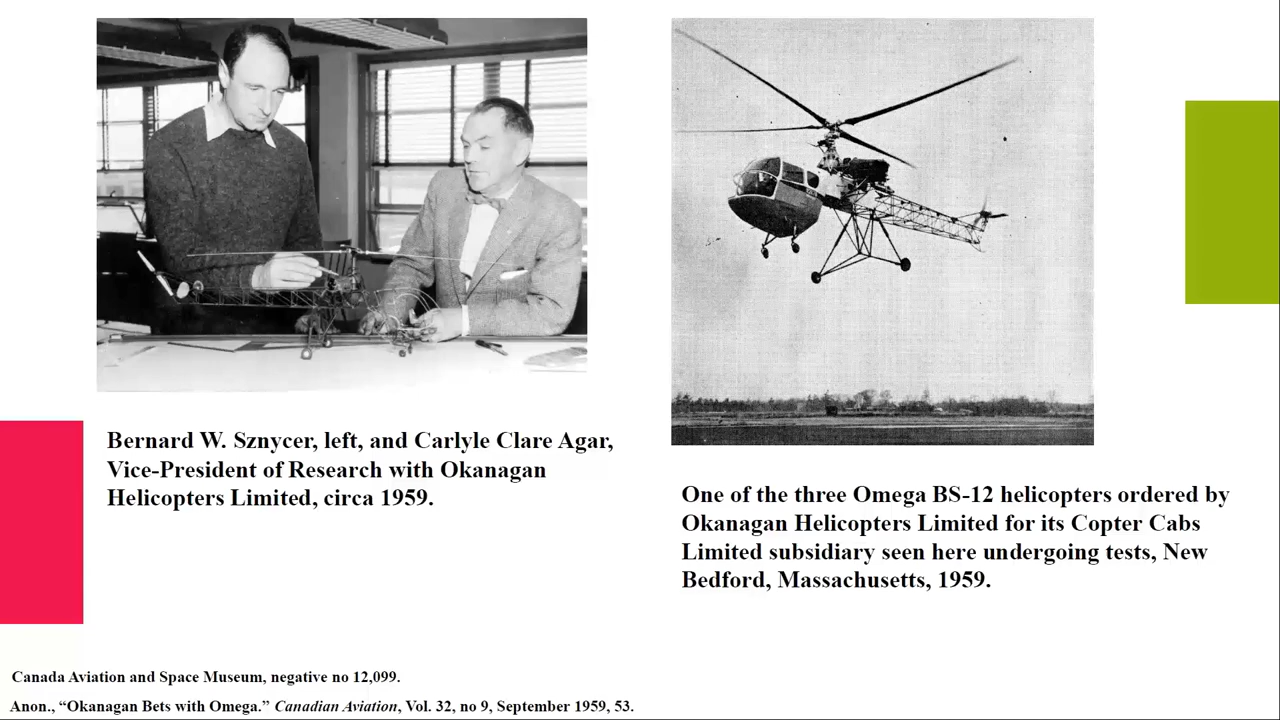 Bernard W. Sznycer, left, and Carlyle Clare Agar,
Vice-President of Research with Okanagan
Helicopters Limited, circa 1959.
One of the three Omega BS-12 helicopters ordered by
Okanagan Helicopters Limited for its Copter Cabs
Limited subsidiary seen here undergoing tests, New
Bedford, Massachusetts, 1959.
Canada Aviation and Space Museum, negative no 12,099.
Anon., “Okanagan Bets with Omega.” Canadian Aviation, Vol. 32, no 9, September 1959, 53.